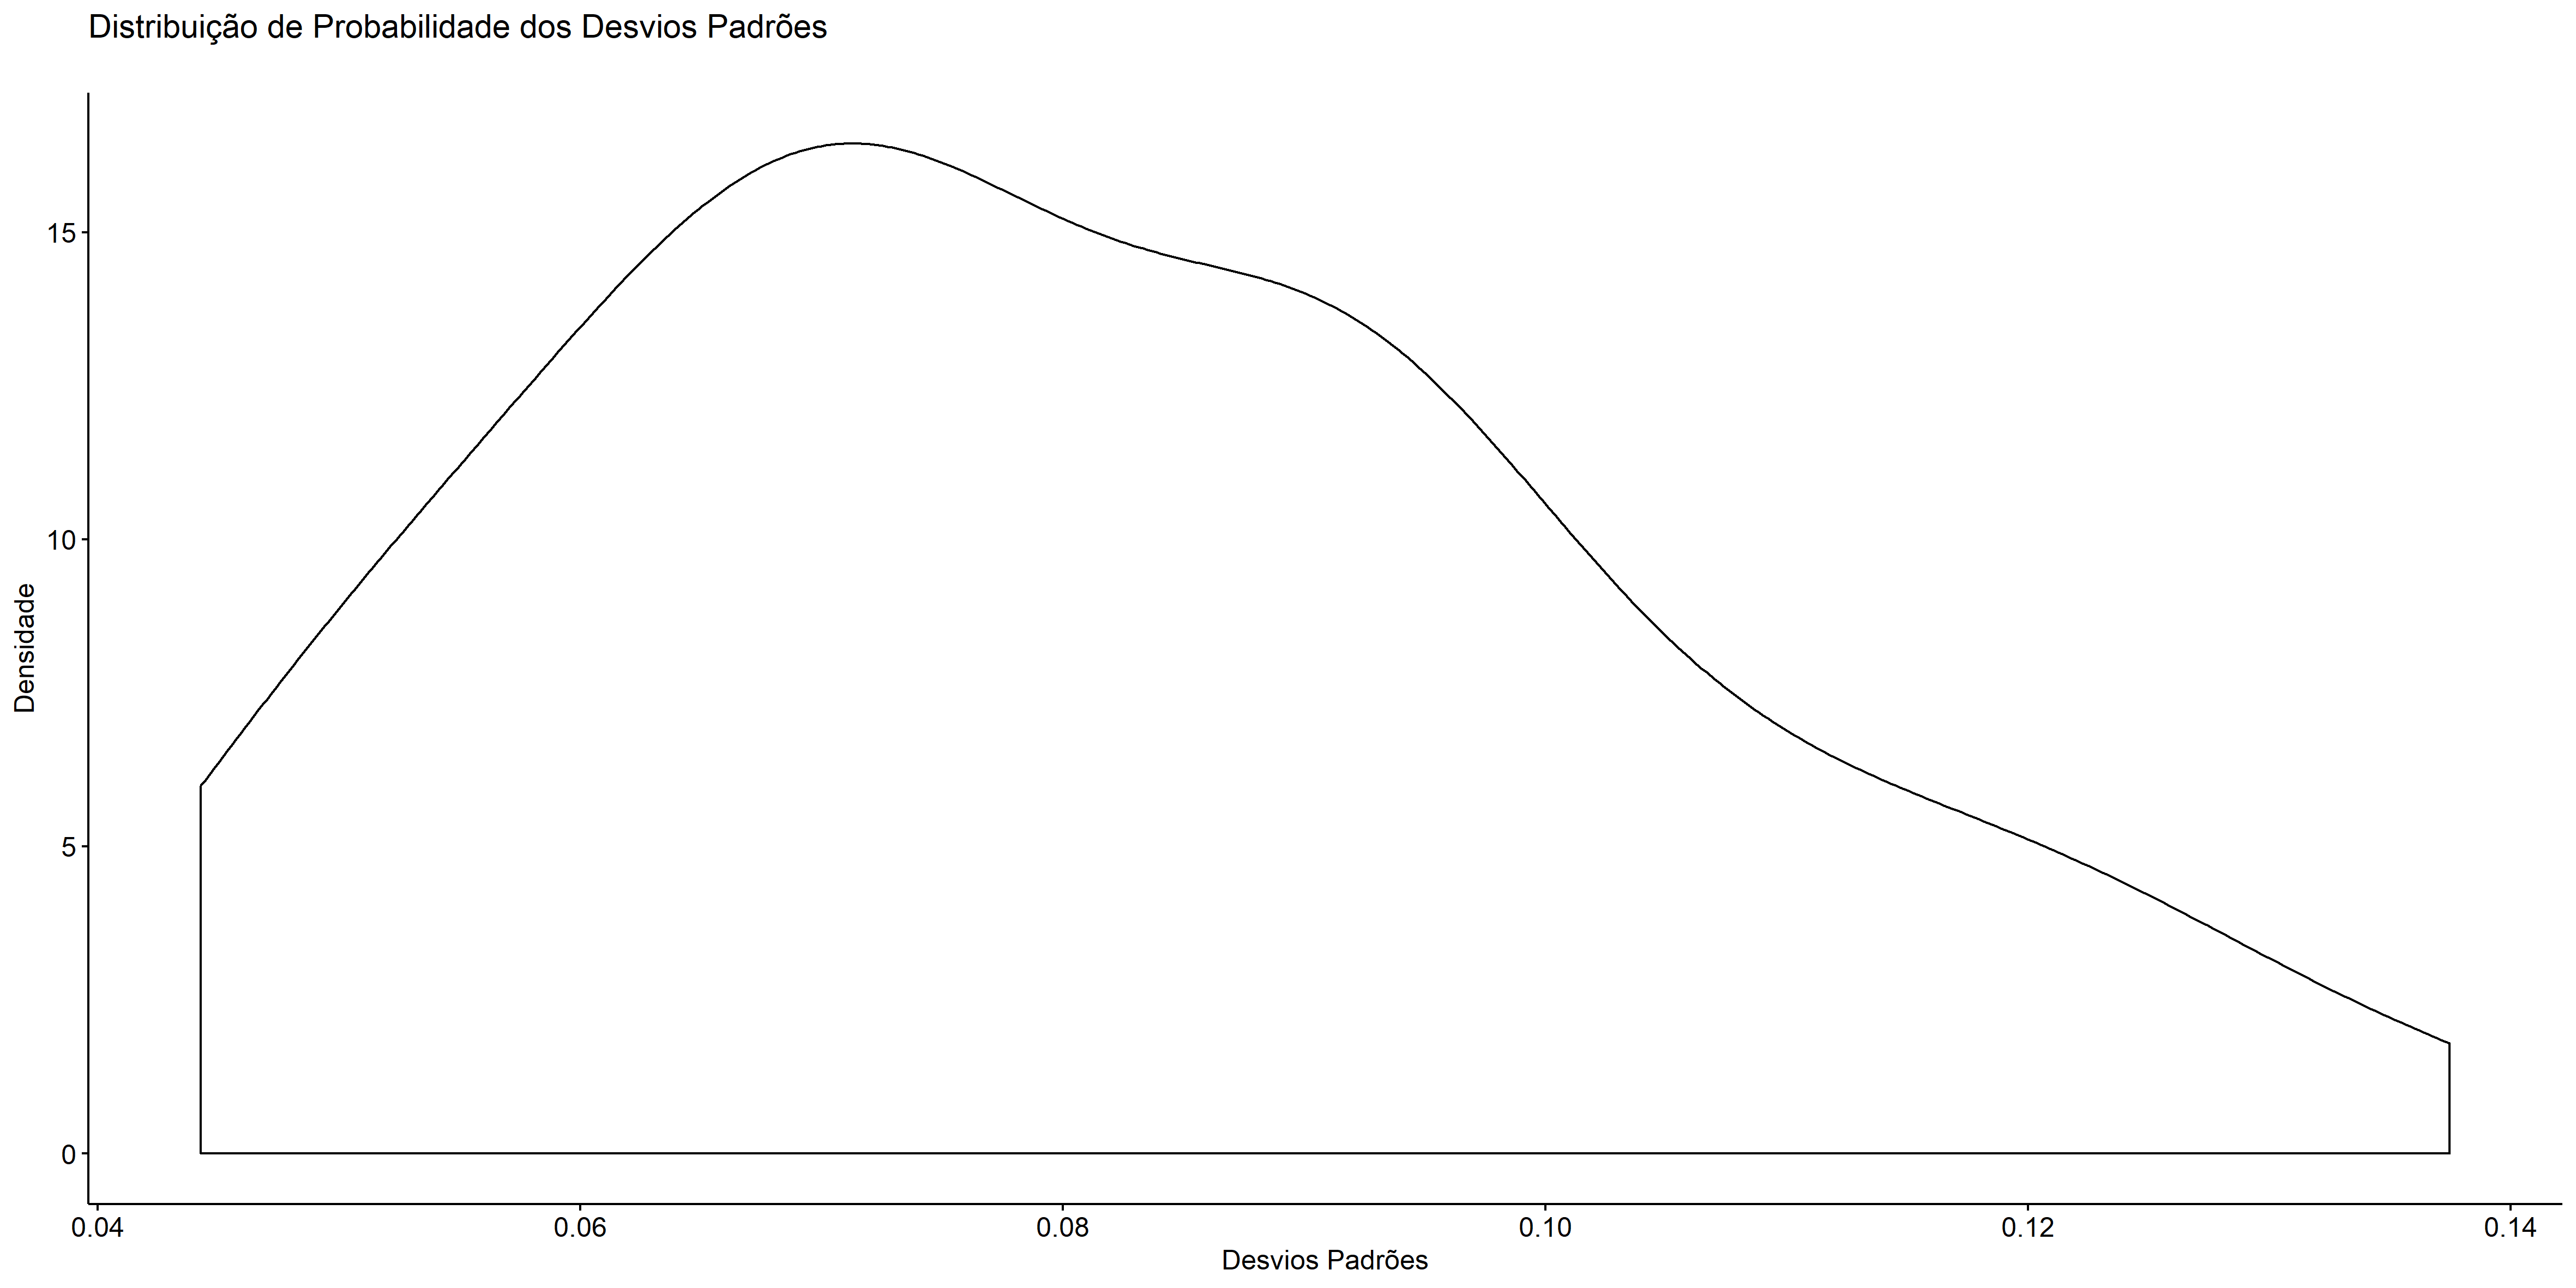 Distribuição de Probabilidade dos Desvios Padrões
15
10
5
0
Densidade
0.04 0.06 0.08 0.10 0.12 0.14
Desvios Padrões